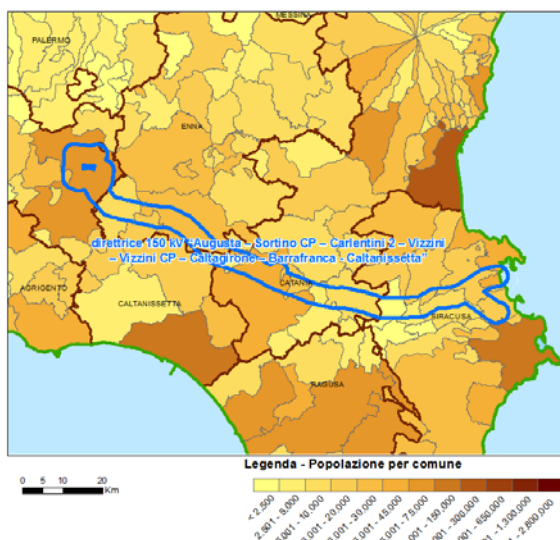 MESSINA
PALERMO
ENNA
direttrice 150 kV "Augusta – Sortino CP – Carlentini 2 – Vizzini
– Vizzini CP – Caltagirone – Barrafranca - Caltanissetta"
AGRIGENTO
CALTANISSETTA
CATANIA
SIRACUSA
RAGUSA
Legenda - Popolazione per comune
0 5 10 20
Km
< 2,500
2,501 - 5,000
- 10,000
- 20,000
- 30,000
- 45,000
- 75,000
- 150,000
- 300,000
- 650,000
- 1,300,000
- 2,600,000